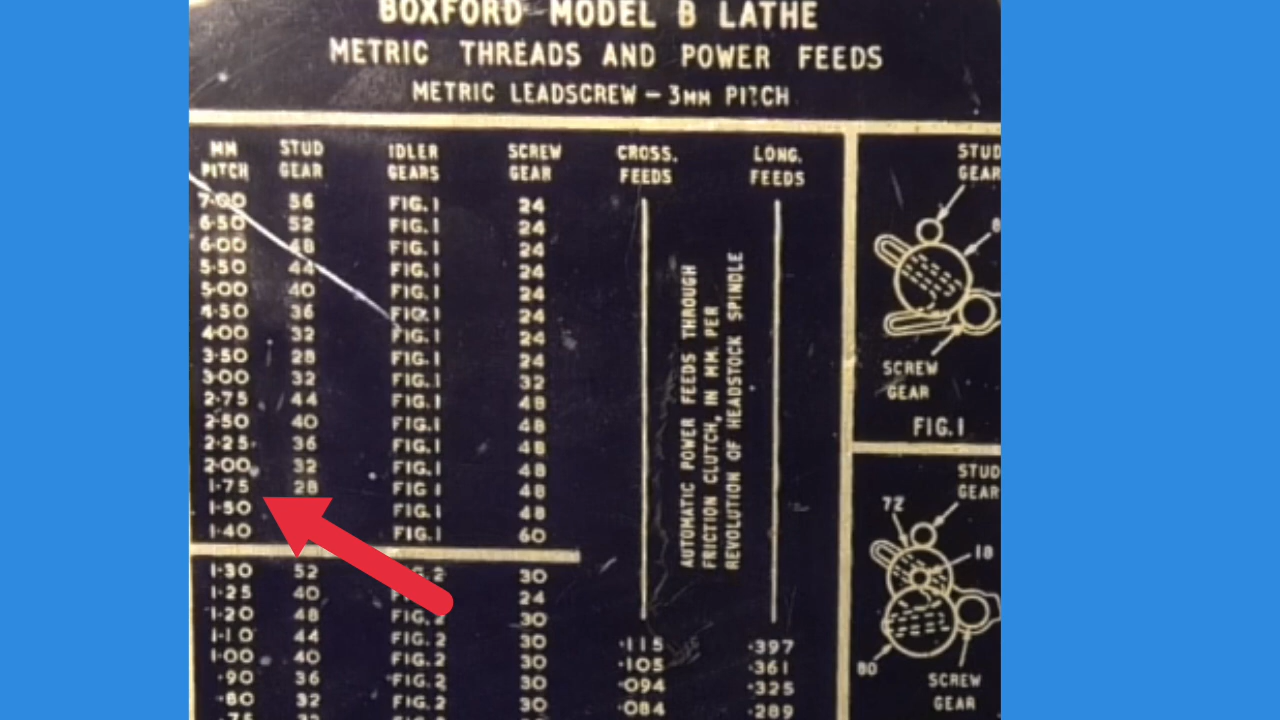 BOXFORD MODEL B LATHE
METRIC THREADS AND POWER FEEDS
METRIC LEADSCREW – 3MM PITCH
MM PITCH STUD GEAR IDLER GEARS SCREW GEAR CROSS. FEEDS LONG. FEEDS
7·00 56 FIG.1 24
6·50 52 FIG.1 24
6·00 48 FIG.1 24
5·50 44 FIG.1 24
5·00 40 FIG.1 24
4·50 36 FIG.1 24
4·00 32 FIG.1 24
3·50 28 FIG.1 24
3·00 32 FIG.1 32
2·75 44 FIG.1 48
2·50 40 FIG.1 48
2·25 36 FIG.1 48
2·00 32 FIG.1 48
1·75 28 FIG 1 48
1·50 FIG.1 48
1·40 FIG.1 60
1·30 52 30
1·25 40 24
1·20 48 FIG.2 30
1·10 44 FIG.2 30 ·115 ·397
1·00 40 FIG.2 30 ·105 ·361
·90 36 FIG.2 30 ·094 ·325
·80 32 FIG.2 30 ·084 ·289
AUTOMATIC POWER FEEDS THROUGH
FRICTION CLUTCH, IN MM. PER
REVOLUTION OF HEADSTOCK SPINDLE
STUD
GEAR
SCREW
GEAR
FIG.1
STUD
GEAR
72
18
80
SCREW
GEAR